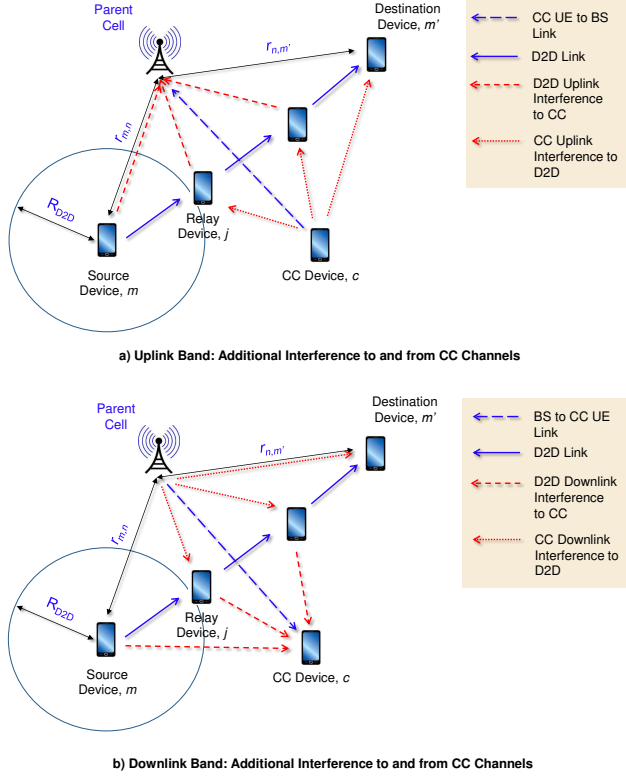 Parent
Cell
Destination
Device, m'
r_{n,m'}
r_{m,n}
R_{D2D}
Relay
Device, j
Source
Device, m
CC Device, c
CC UE to BS
Link
D2D Link
D2D Uplink
Interference
to CC
CC Uplink
Interference to
D2D
a) Uplink Band: Additional Interference to and from CC Channels
Parent
Cell
Destination
Device, m'
r_{n,m'}
r_{m,n}
R_{D2D}
Relay
Device, j
Source
Device, m
CC Device, c
BS to CC UE
Link
D2D Link
D2D Downlink
Interference
to CC
CC Downlink
Interference to
D2D
b) Downlink Band: Additional Interference to and from CC Channels